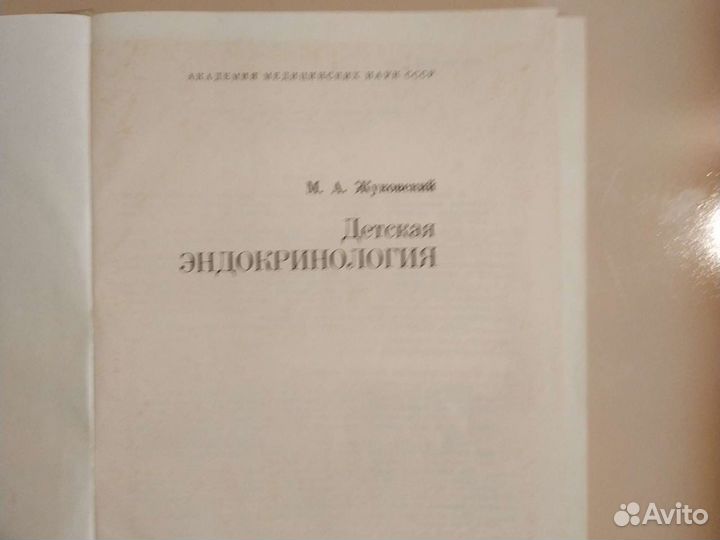 АКАДЕМИЯ МЕДИЦИНСКИХ НАУК СССР
М. А. Жуковский
Детская
ЭНДОКРИНОЛОГИЯ
Avito